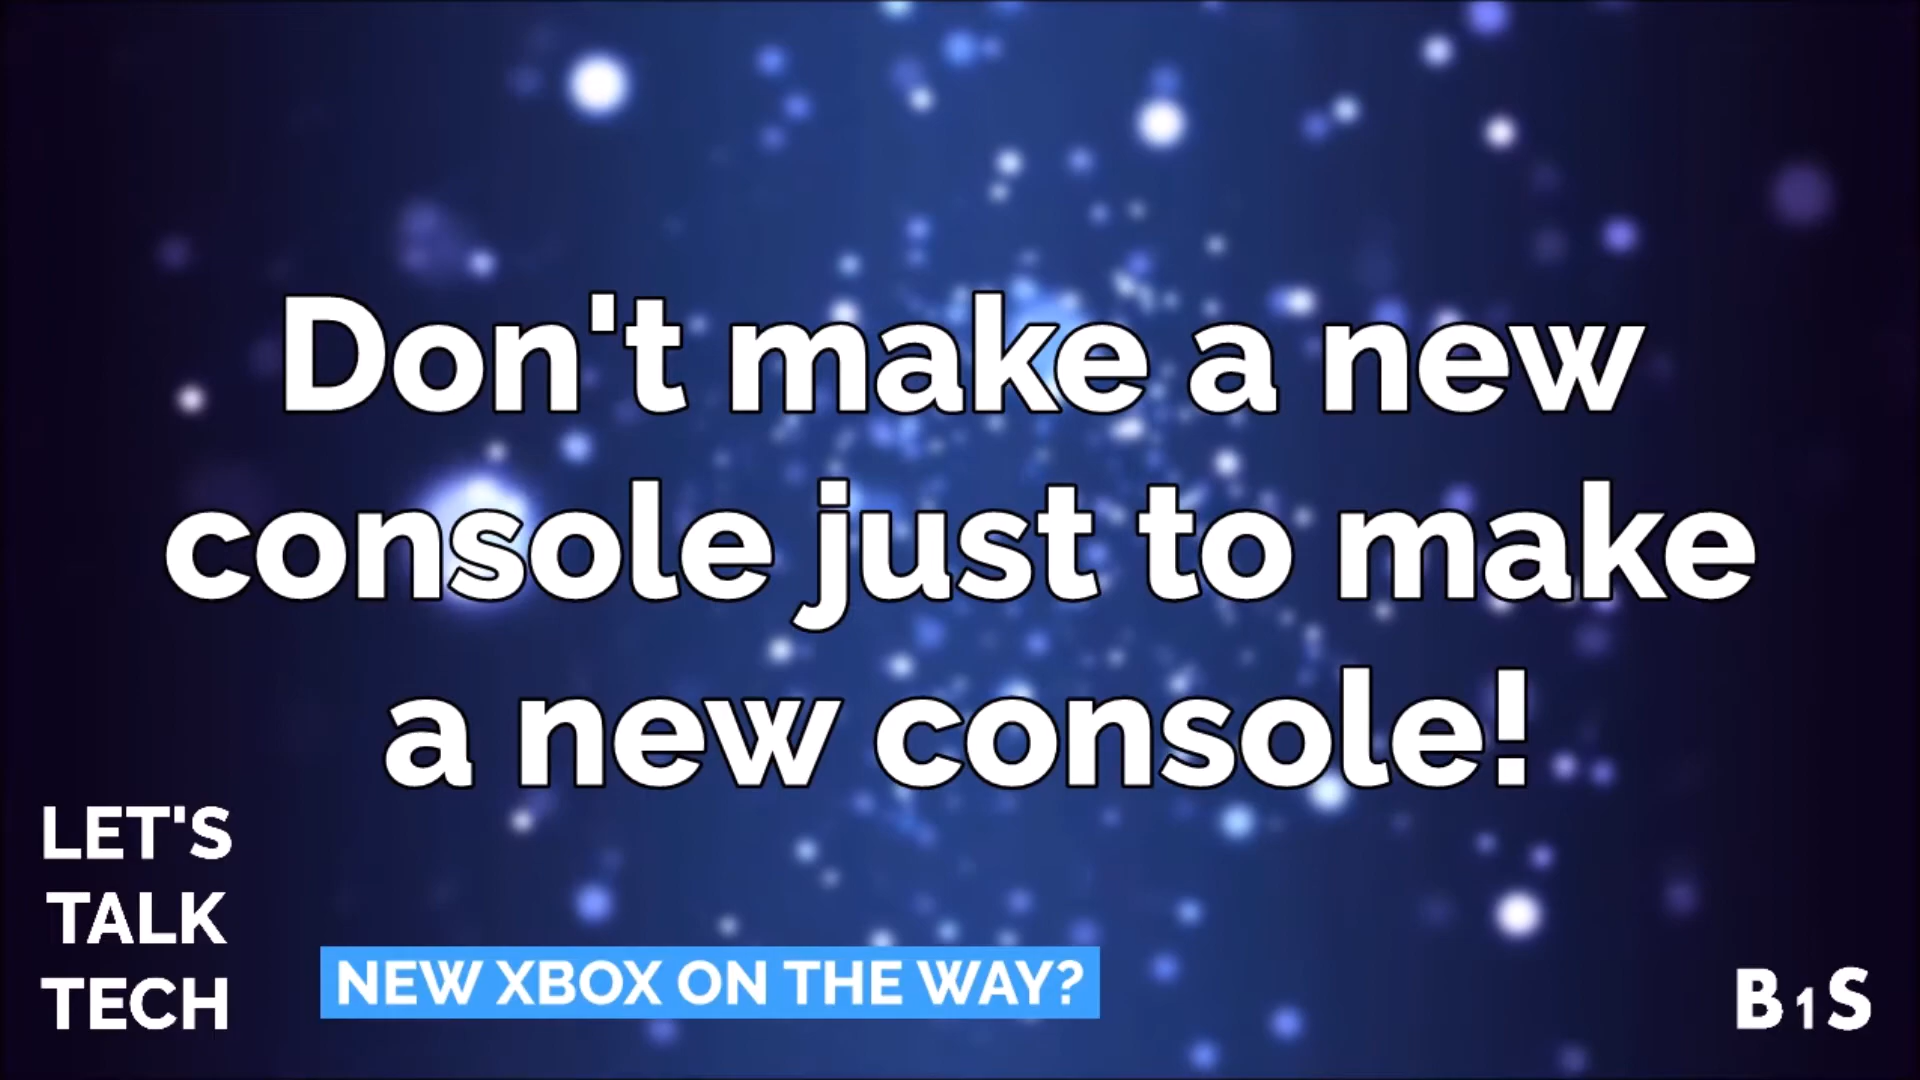 Don't make a new
console just to make
a new console!
LET'S
TALK
TECH
NEW XBOX ON THE WAY?
B1S